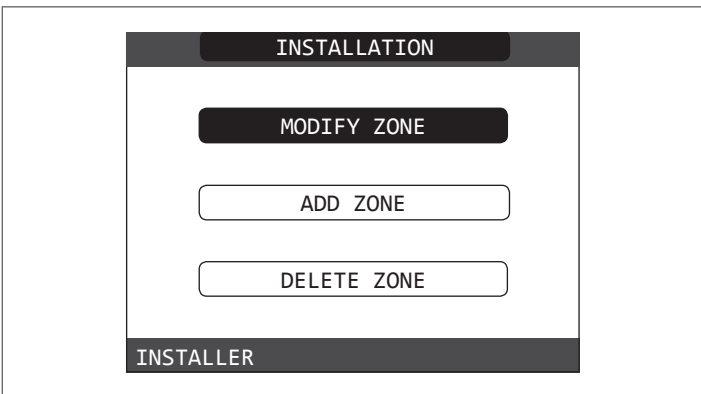 INSTALLATION
MODIFY ZONE
ADD ZONE
DELETE ZONE
INSTALLER